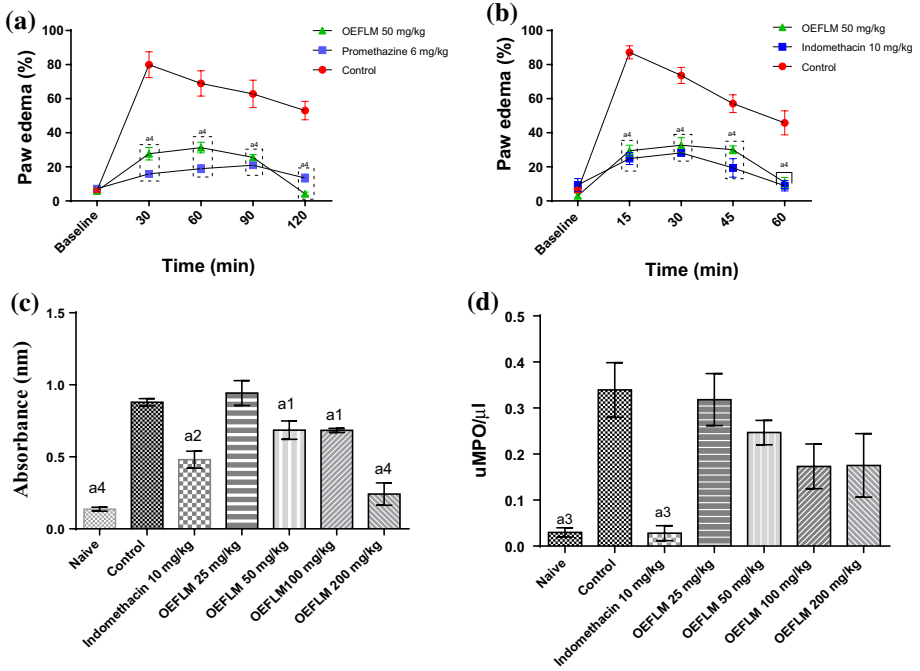 (a)
Paw edema (%)
100
80
60
40
20
0
a4
a4
a4
a4
Baseline
30
60
90
120
Time (min)
OEFLM 50 mg/kg
Promethazine 6 mg/kg
Control
(b)
Paw edema (%)
100
80
60
40
20
0
a4
a4
a4
a4
Baseline
15
30
45
60
Time (min)
OEFLM 50 mg/kg
Indomethacin 10 mg/kg
Control
(c)
Absorbance (nm)
1.5
1.0
0.5
0.0
a4
a2
a1
a1
a4
Naive
Control
Indomethacin 10 mg/kg
OEFLM 25 mg/kg
OEFLM 50 mg/kg
OEFLM100 mg/kg
OEFLM 200 mg/kg
(d)
uMPO/µl
0.5
0.4
0.3
0.2
0.1
0.0
a3
a3
Naive
Control
Indomethacin 10 mg/kg
OEFLM 25 mg/kg
OEFLM 50 mg/kg
OEFLM 100 mg/kg
OEFLM 200 mg/kg